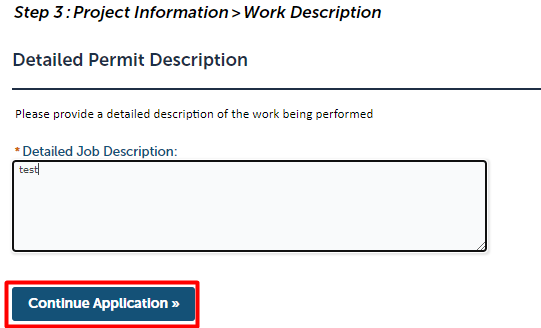 Step 3 : Project Information > Work Description
Detailed Permit Description
Please provide a detailed description of the work being performed
* Detailed Job Description:
test
Continue Application »